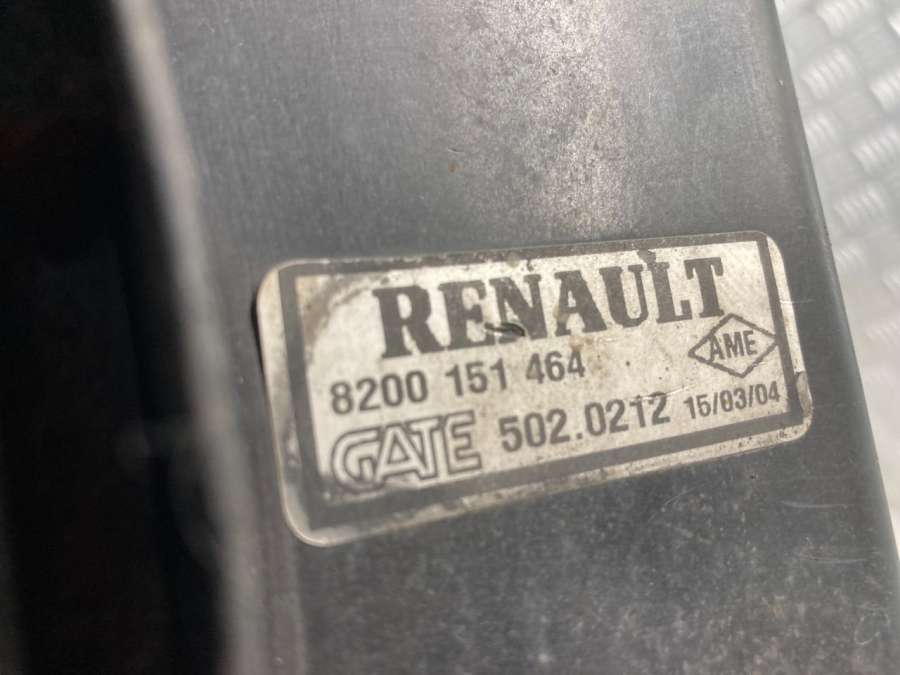 RENAULT
8200 151 464 AME
GATE 502.0212 15/03/04